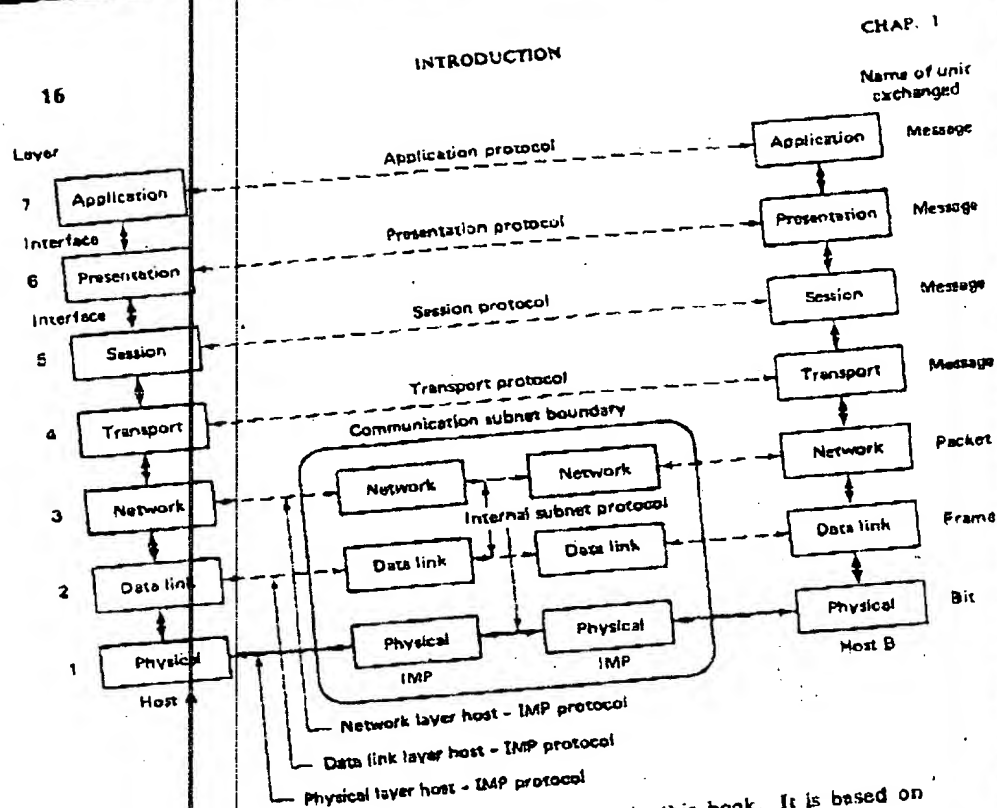 CHAP. 1
INTRODUCTION
16
Name of unit
exchanged
Layer
Application protocol
Application
Message
7
Application
Interface
Presentation protocol
Presentation
Message
6
Presentation
Interface
Session protocol
Session
Message
5
Session
Transport protocol
Transport
Message
4
Transport
Communication subnet boundary
Network
Packet
3
Network
Network
Network
Internal subnet protocol
Data link
Frame
2
Data link
Data link
Data link
Physical
Bit
1
Physical
Physical
Physical
Host B
IMP
IMP
Host
Network layer host - IMP protocol
Data link layer host - IMP protocol
Physical layer host - IMP protocol
this book. It is based on